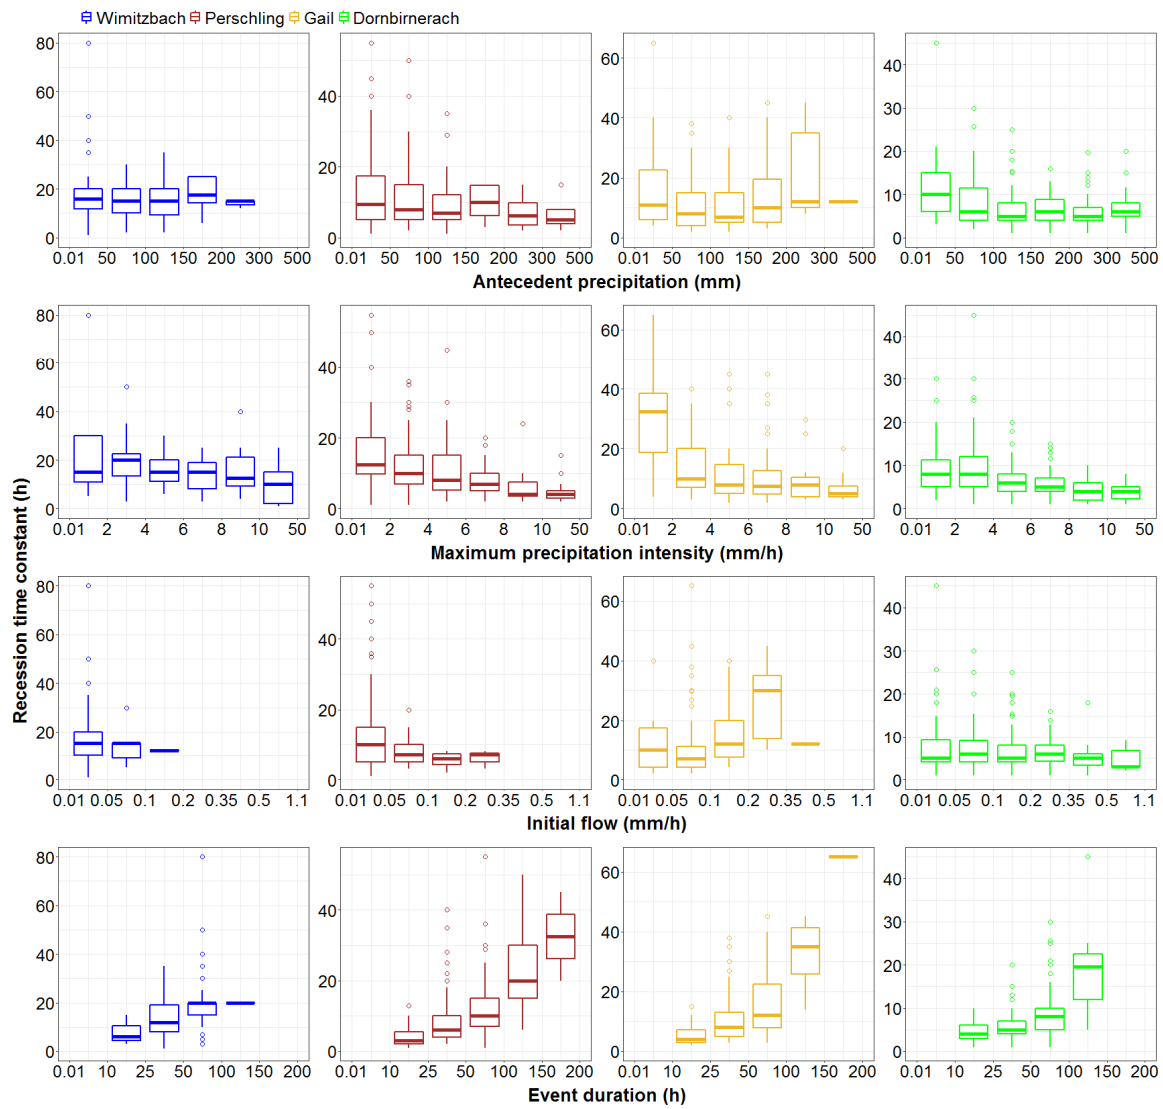 Wimitzbach Perschling Gail Dornbirnerach
Recession time constant (h)
80 60 40 20 0
40 20 0
60 40 20 0
40 30 20 10 0
0.01 50 100 150 200 300 500
0.01 50 100 150 200 300 500
0.01 50 100 150 200 300 500
0.01 50 100 150 200 300 500
Antecedent precipitation (mm)
80 60 40 20 0
40 20 0
60 40 20 0
40 30 20 10 0
0.01 2 4 6 8 10 50
0.01 2 4 6 8 10 50
0.01 2 4 6 8 10 50
0.01 2 4 6 8 10 50
Maximum precipitation intensity (mm/h)
80 60 40 20 0
40 20 0
60 40 20 0
40 30 20 10 0
0.01 0.05 0.1 0.2 0.35 0.5 1.1
0.01 0.05 0.1 0.2 0.35 0.5 1.1
0.01 0.05 0.1 0.2 0.35 0.5 1.1
0.01 0.05 0.1 0.2 0.35 0.5 1.1
Initial flow (mm/h)
80 60 40 20 0
40 20 0
60 40 20 0
40 30 20 10 0
0.01 10 25 50 100 150 200
0.01 10 25 50 100 150 200
0.01 10 25 50 100 150 200
0.01 10 25 50 100 150 200
Event duration (h)